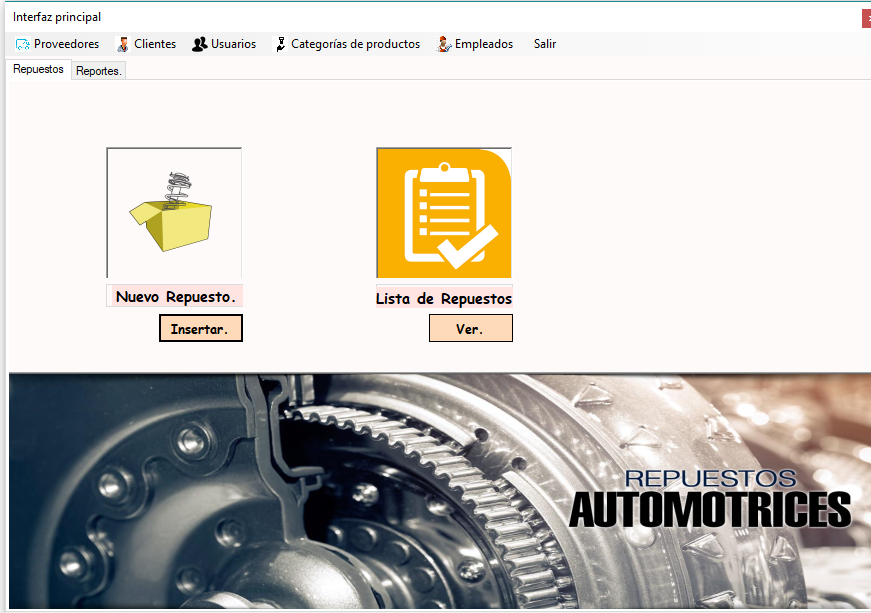 Interfaz principal
Proveedores Clientes Usuarios Categorías de productos Empleados Salir
Repuestos Reportes.
Nuevo Repuesto. Lista de Repuestos
Insertar. Ver.
REPUESTOS
AUTOMOTRICES